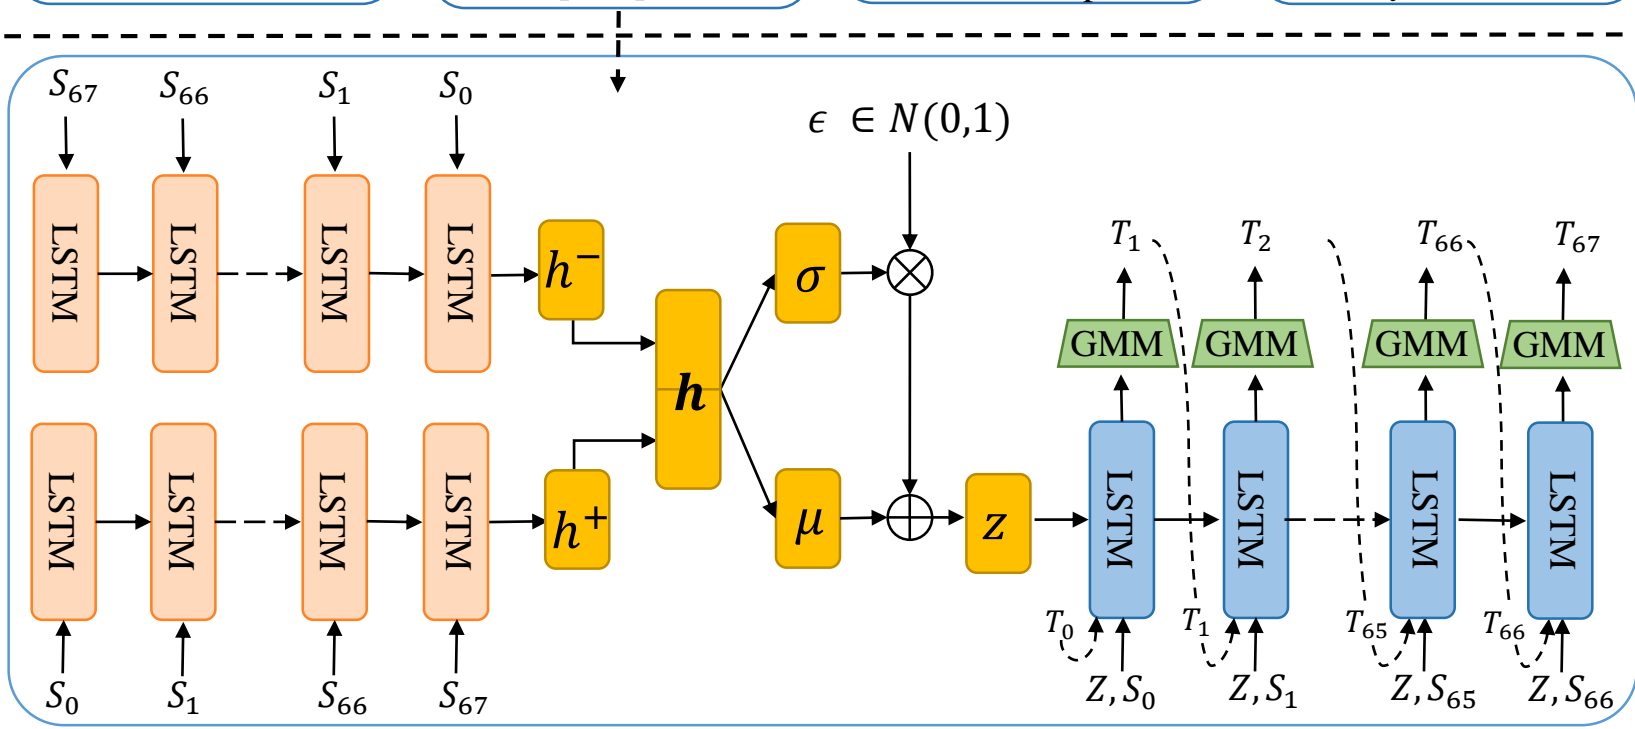 S₆₇ S₆₆ S₁ S₀
ϵ ∈ N(0,1)
LSTM LSTM LSTM LSTM
h⁻ σ
T₁ T₂ T₆₆ T₆₇
GMM GMM GMM GMM
h
LSTM LSTM LSTM LSTM
h⁺ μ z
LSTM LSTM LSTM LSTM
T₀ T₁ T₆₅ T₆₆
S₀ S₁ S₆₆ S₆₇
Z, S₀ Z, S₁ Z, S₆₅ Z, S₆₆